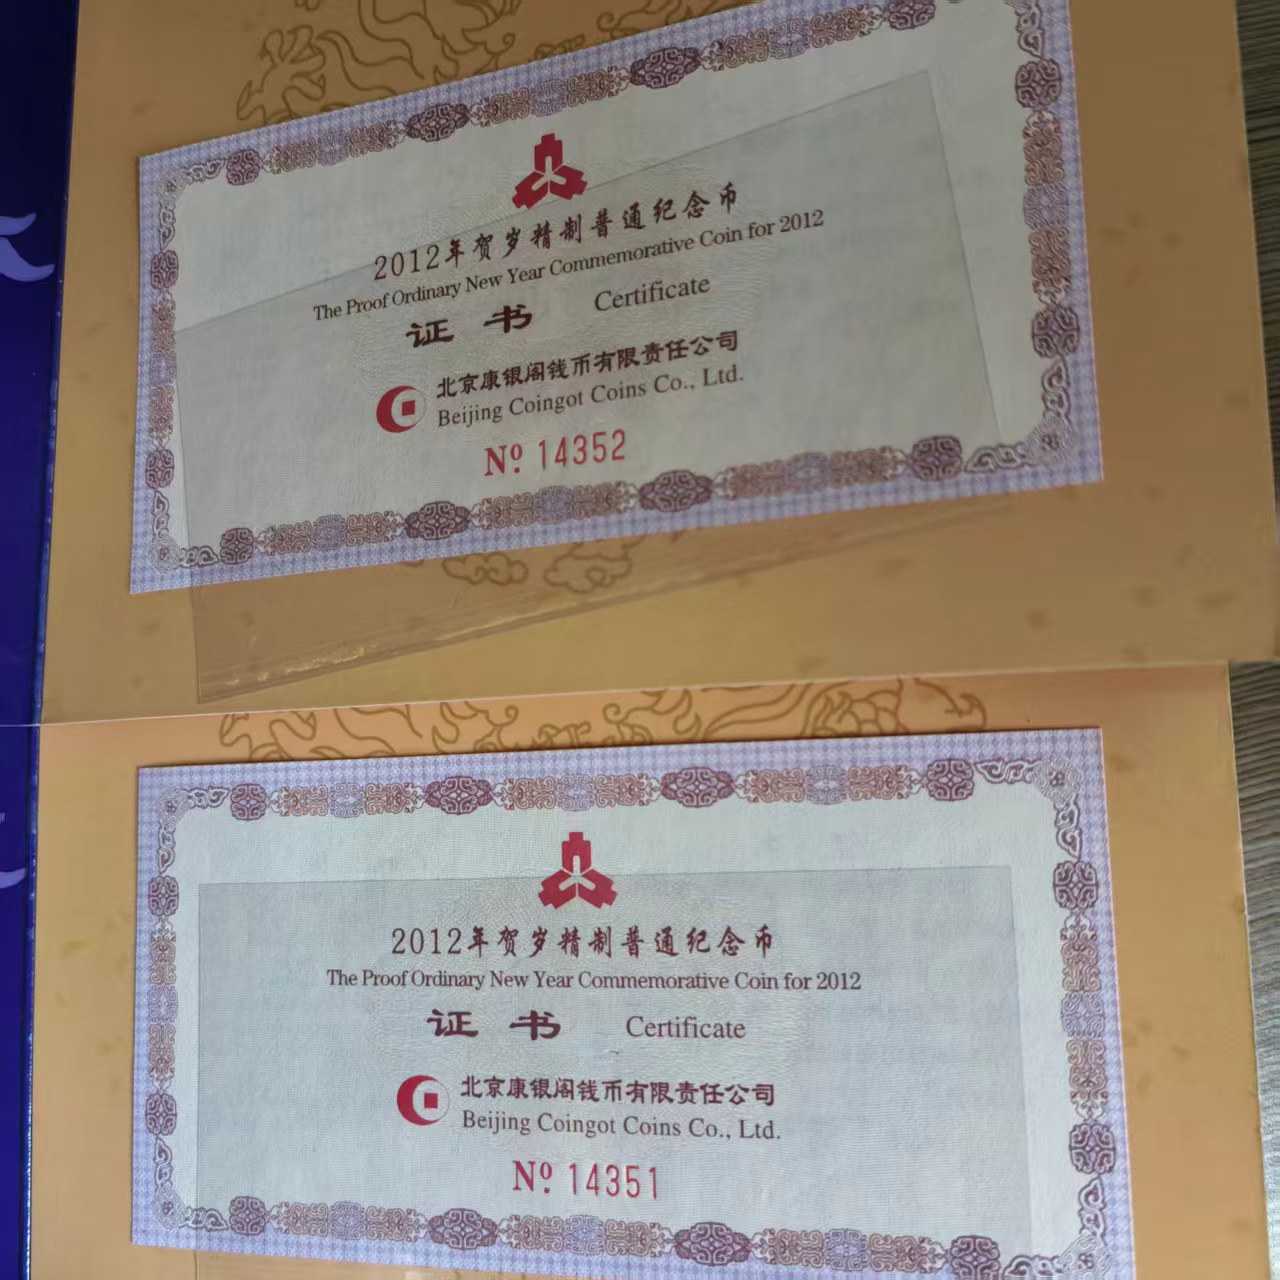 2012年贺岁精制普通纪念币
The Proof Ordinary New Year Commemorative Coin for 2012
证书 Certificate
北京康银阁钱币有限责任公司
Beijing Coingot Coins Co., Ltd.
Nº 14352
2012年贺岁精制普通纪念币
The Proof Ordinary New Year Commemorative Coin for 2012
证书 Certificate
北京康银阁钱币有限责任公司
Beijing Coingot Coins Co., Ltd.
Nº 14351